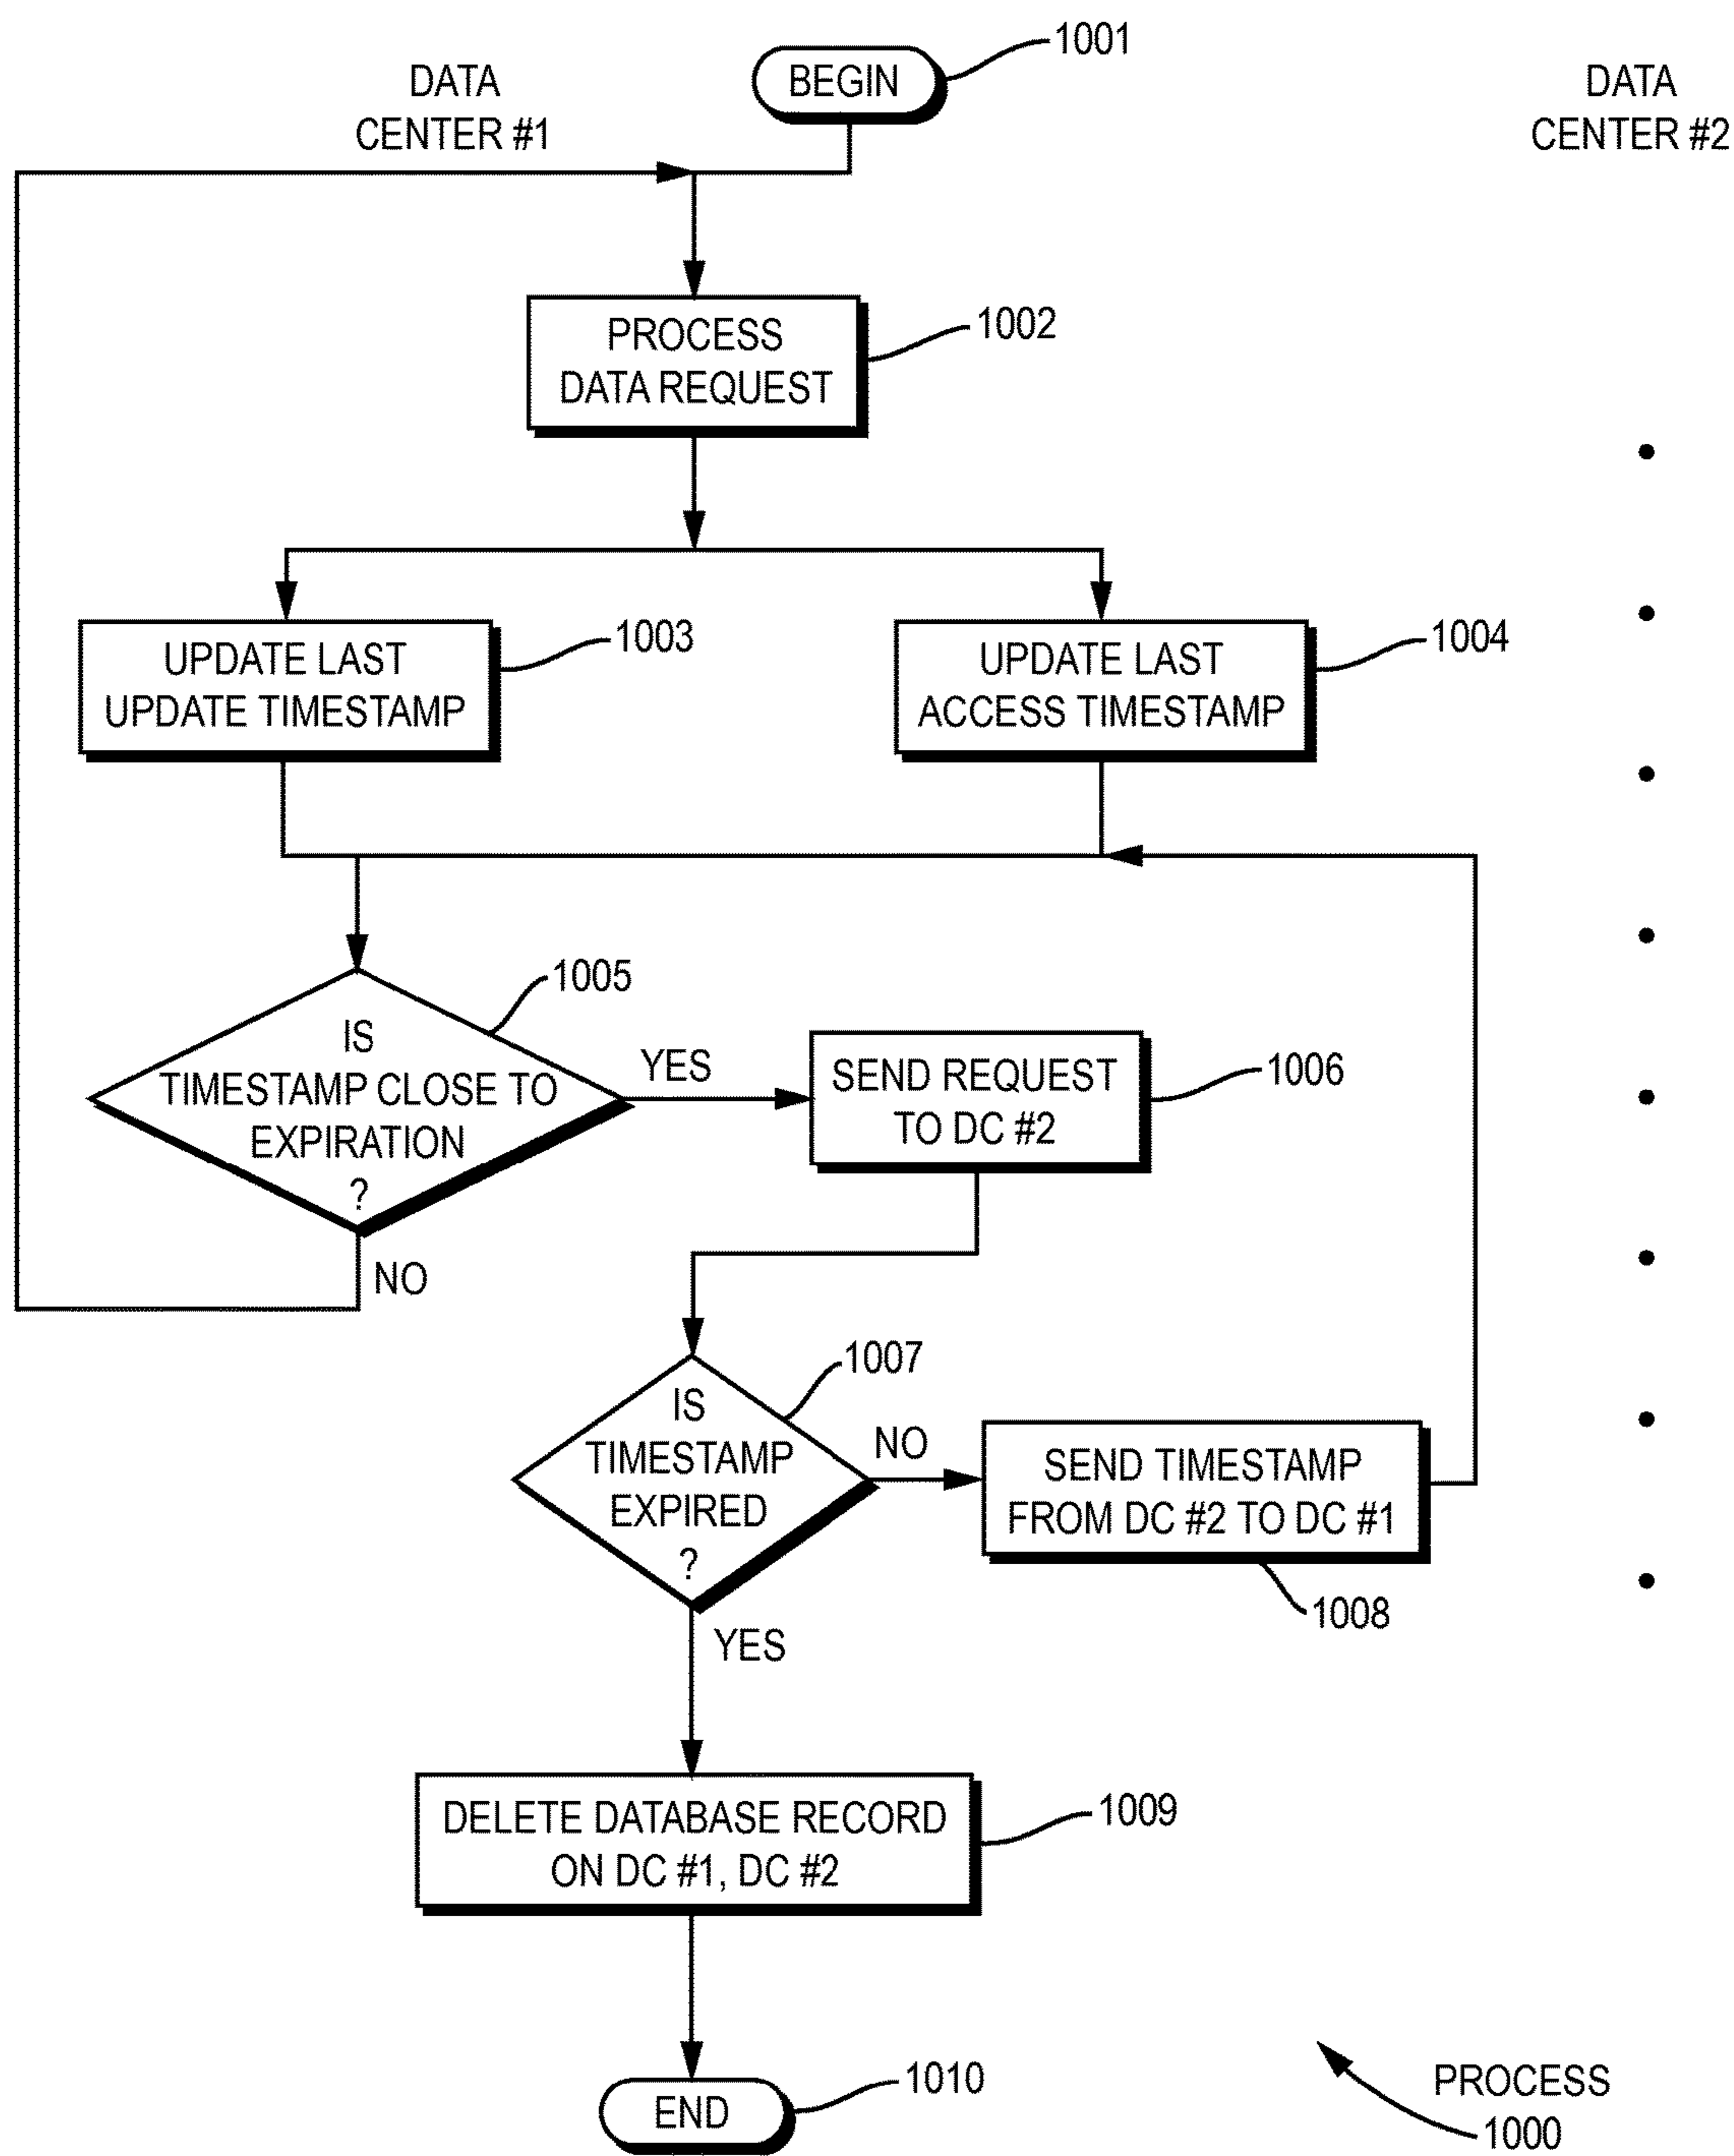 1001
BEGIN
DATA
CENTER #1
DATA
CENTER #2
PROCESS
DATA REQUEST
1002
UPDATE LAST
UPDATE TIMESTAMP
1003
UPDATE LAST
ACCESS TIMESTAMP
1004
IS
TIMESTAMP CLOSE TO
EXPIRATION
?
1005
YES
NO
SEND REQUEST
TO DC #2
1006
IS
TIMESTAMP
EXPIRED
?
1007
NO
YES
SEND TIMESTAMP
FROM DC #2 TO DC #1
1008
DELETE DATABASE RECORD
ON DC #1, DC #2
1009
END
1010
PROCESS
1000